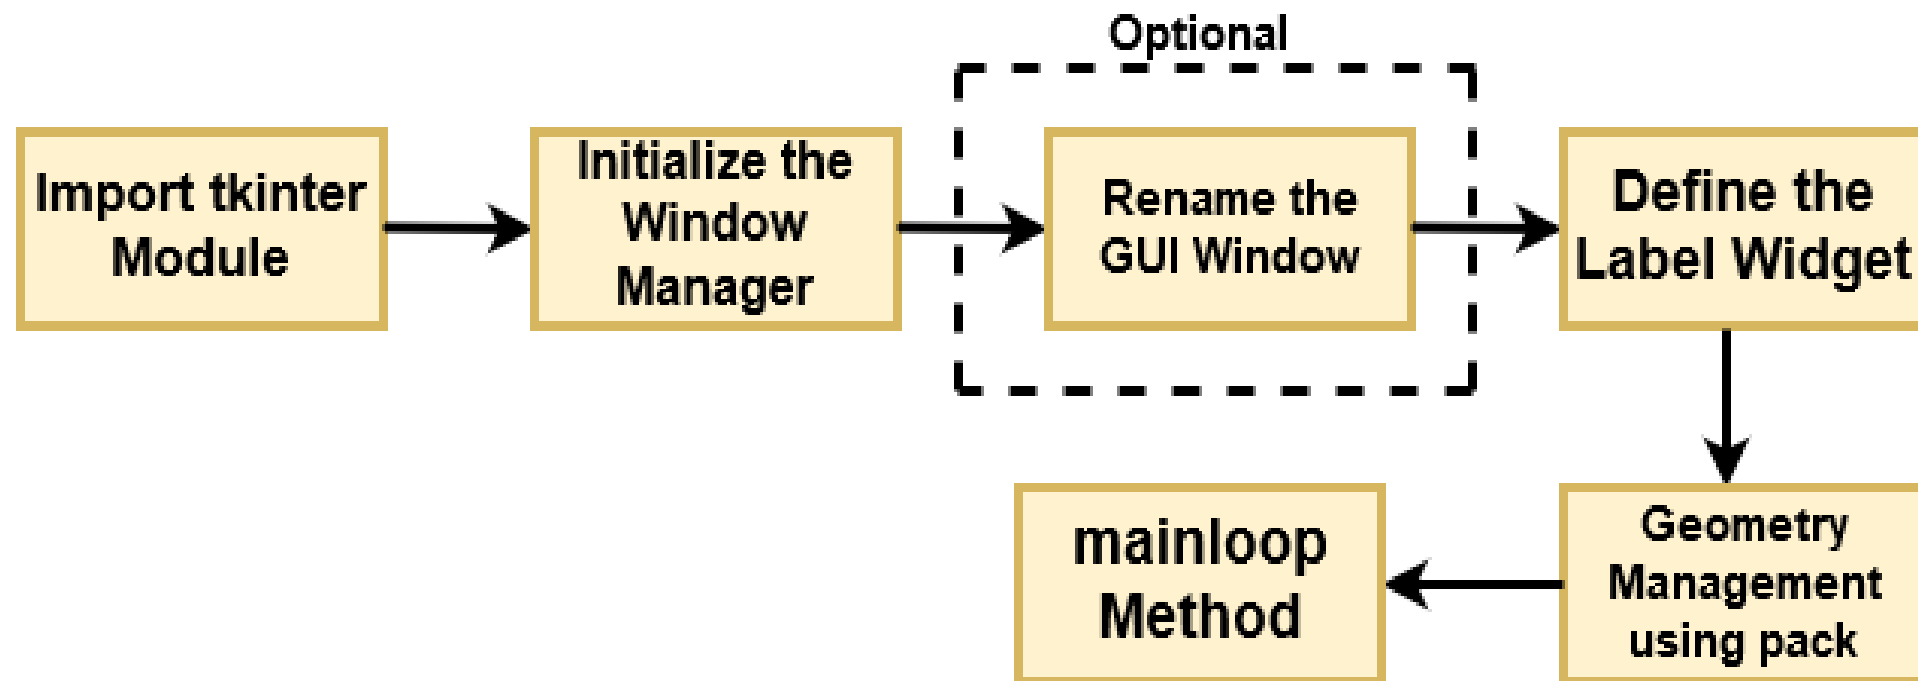 Optional
Import tkinter
Module
Initialize the
Window
Manager
Rename the
GUI Window
Define the
Label Widget
Geometry
Management
using pack
mainloop
Method